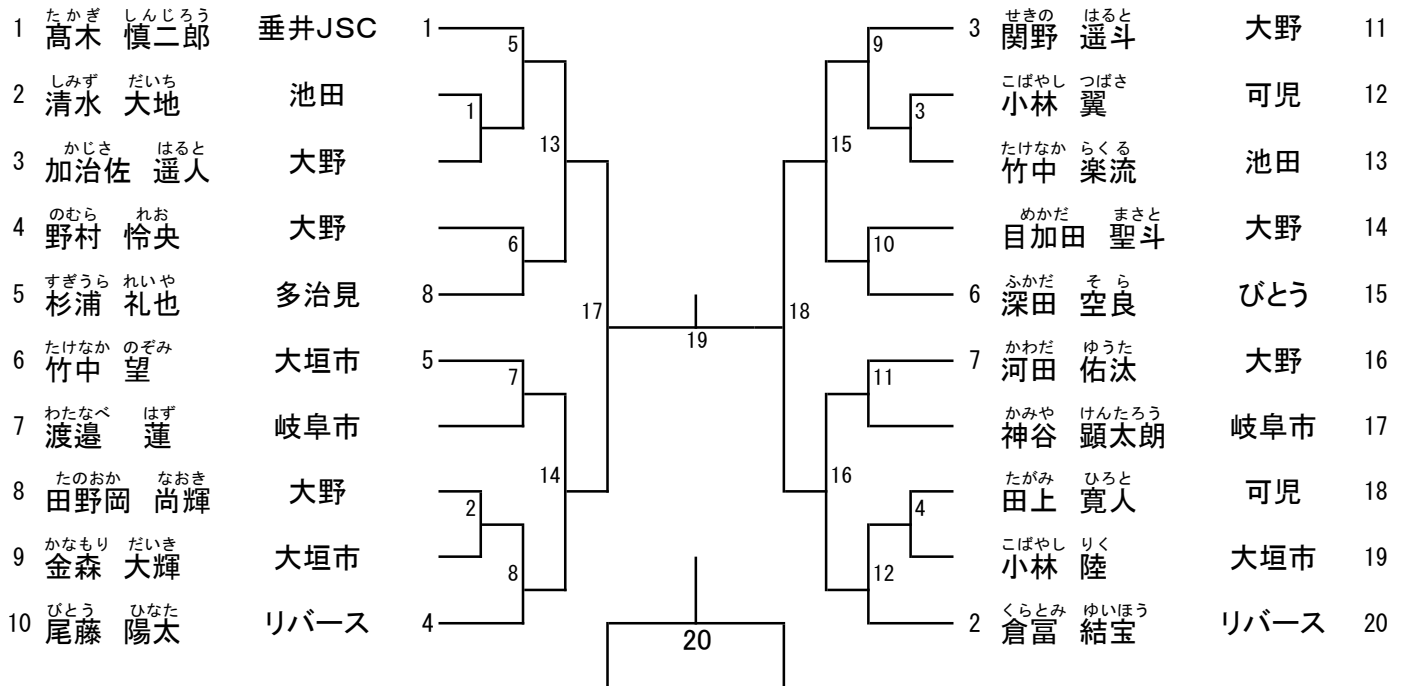 たかぎ しんじろう
1 髙木 慎二郎 垂井JSC 1
しみず だいち
2 清水 大地 池田
かじさ はると
3 加治佐 遥人 大野
のむら れお
4 野村 怜央 大野
すぎうら れいや
5 杉浦 礼也 多治見 8
たけなか のぞみ
6 竹中 望 大垣市 5
わたなべ はず
7 渡邉 蓮 岐阜市
たのおか なおき
8 田野岡 尚輝 大野
かなもり だいき
9 金森 大輝 大垣市
びとう ひなた
10 尾藤 陽太 リバース 4
5
1
13
6
17
7
14
2
8
19
20
9
3
15
10
18
11
16
4
12
せきの はると
3 関野 遥斗 大野 11
こばやし つばさ
小林 翼 可児 12
たけなか らくる
竹中 楽流 池田 13
めかだ まさと
目加田 聖斗 大野 14
ふかだ そら
6 深田 空良 びとう 15
かわだ ゆうた
7 河田 佑汰 大野 16
かみや けんたろう
神谷 顕太朗 岐阜市 17
たがみ ひろと
田上 寛人 可児 18
こばやし りく
小林 陸 大垣市 19
くらとみ ゆいほう
2 倉冨 結宝 リバース 20